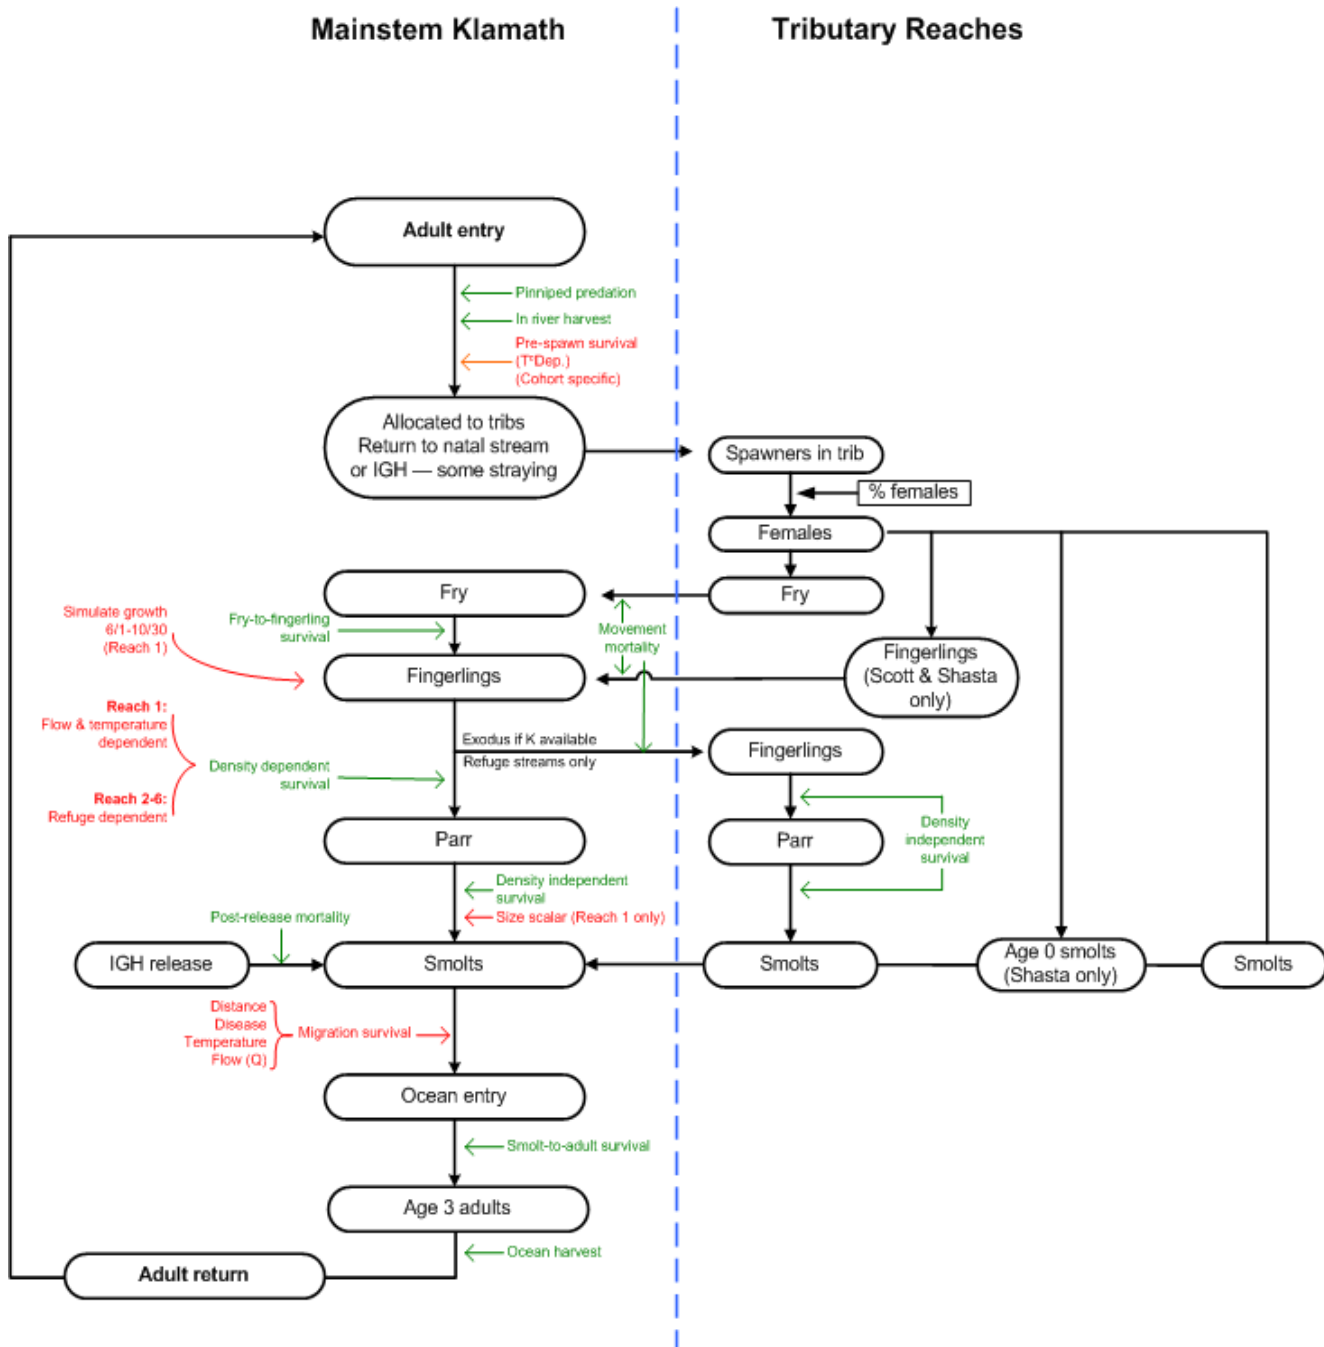 Mainstem Klamath
Tributary Reaches
Adult entry
Pinniped predation
In river harvest
Pre-spawn survival
(TºDep.)
(Cohort specific)
Allocated to tribs
Return to natal stream
or IGH — some straying
Spawners in trib
% females
Females
Fry
Fry
Simulate growth
6/1-10/30
(Reach 1)
Fry-to-fingerling
survival
Movement
mortality
Fingerlings
Fingerlings
(Scott & Shasta
only)
Reach 1:
Flow & temperature
dependent
Exodus if K available
Refuge streams only
Fingerlings
Density dependent
survival
Reach 2-6:
Refuge dependent
Parr
Parr
Density
independent
survival
Density independent
survival
Size scalar (Reach 1 only)
Post-release mortality
IGH release
Smolts
Smolts
Age 0 smolts
(Shasta only)
Smolts
Distance
Disease
Temperature
Flow (Q)
Migration survival
Ocean entry
Smolt-to-adult survival
Age 3 adults
Ocean harvest
Adult return